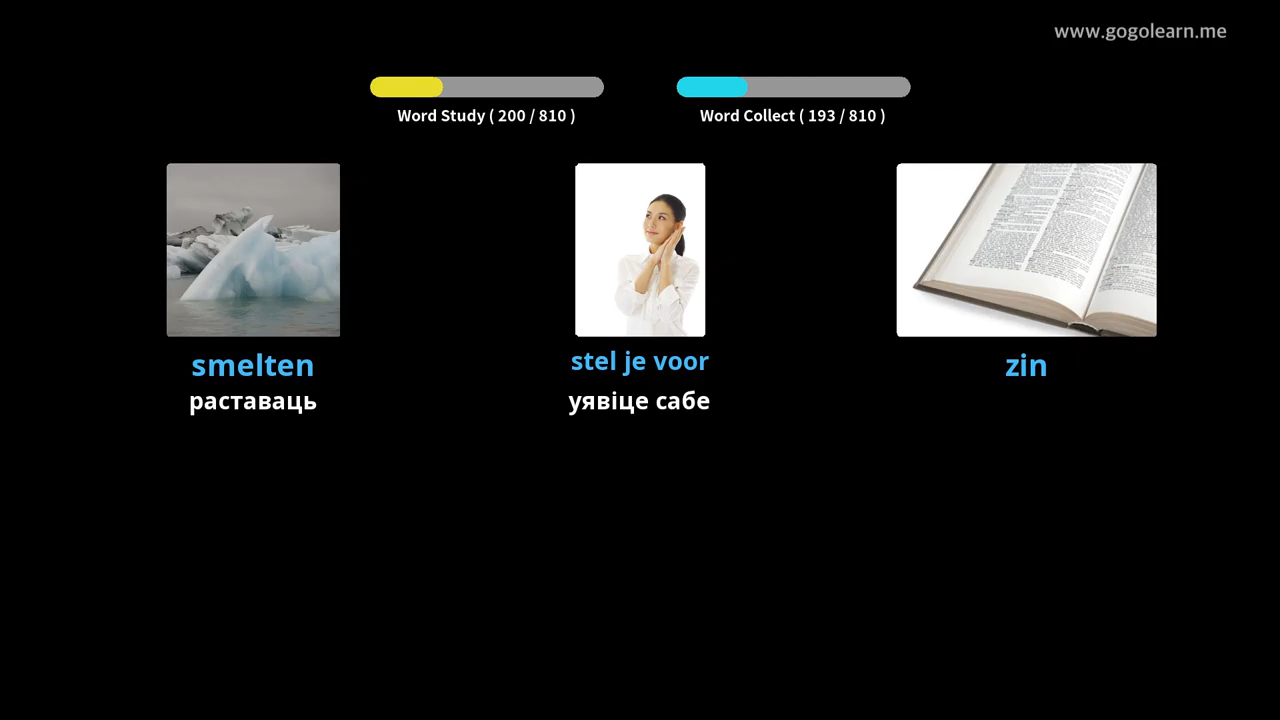 www.gogolearn.me
Word Study ( 200 / 810 )
Word Collect ( 193 / 810 )
smelten
раставаць
stel je voor
уявіце сабе
zin